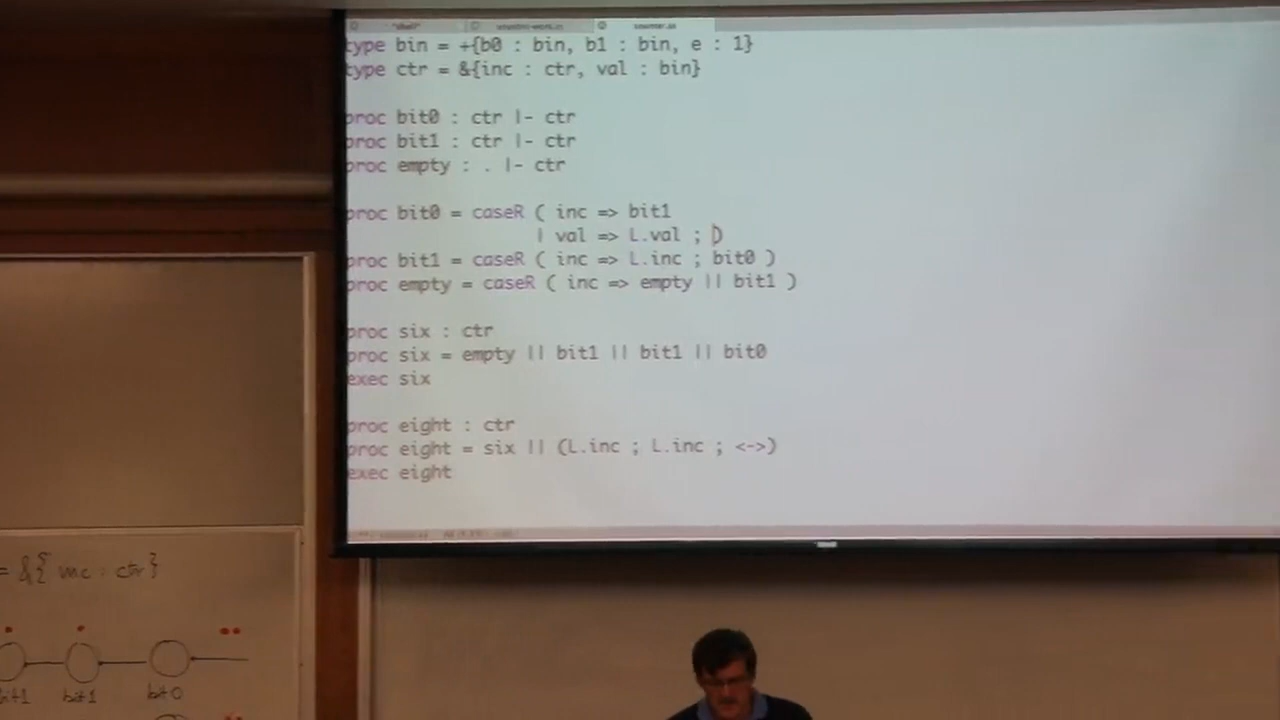 type bin = +{b0 : bin, b1 : bin, e : 1}
type ctr = &{inc : ctr, val : bin}
proc bit0 : ctr |- ctr
proc bit1 : ctr |- ctr
proc empty : . |- ctr
proc bit0 = caseR ( inc => bit1
| val => L.val ; )
proc bit1 = caseR ( inc => L.inc ; bit0 )
proc empty = caseR ( inc => empty || bit1 )
proc six : ctr
proc six = empty || bit1 || bit1 || bit0
exec six
proc eight : ctr
proc eight = six || (L.inc ; L.inc ; <->)
exec eight
= &{ inc : ctr}
bit1 bit1 bit0